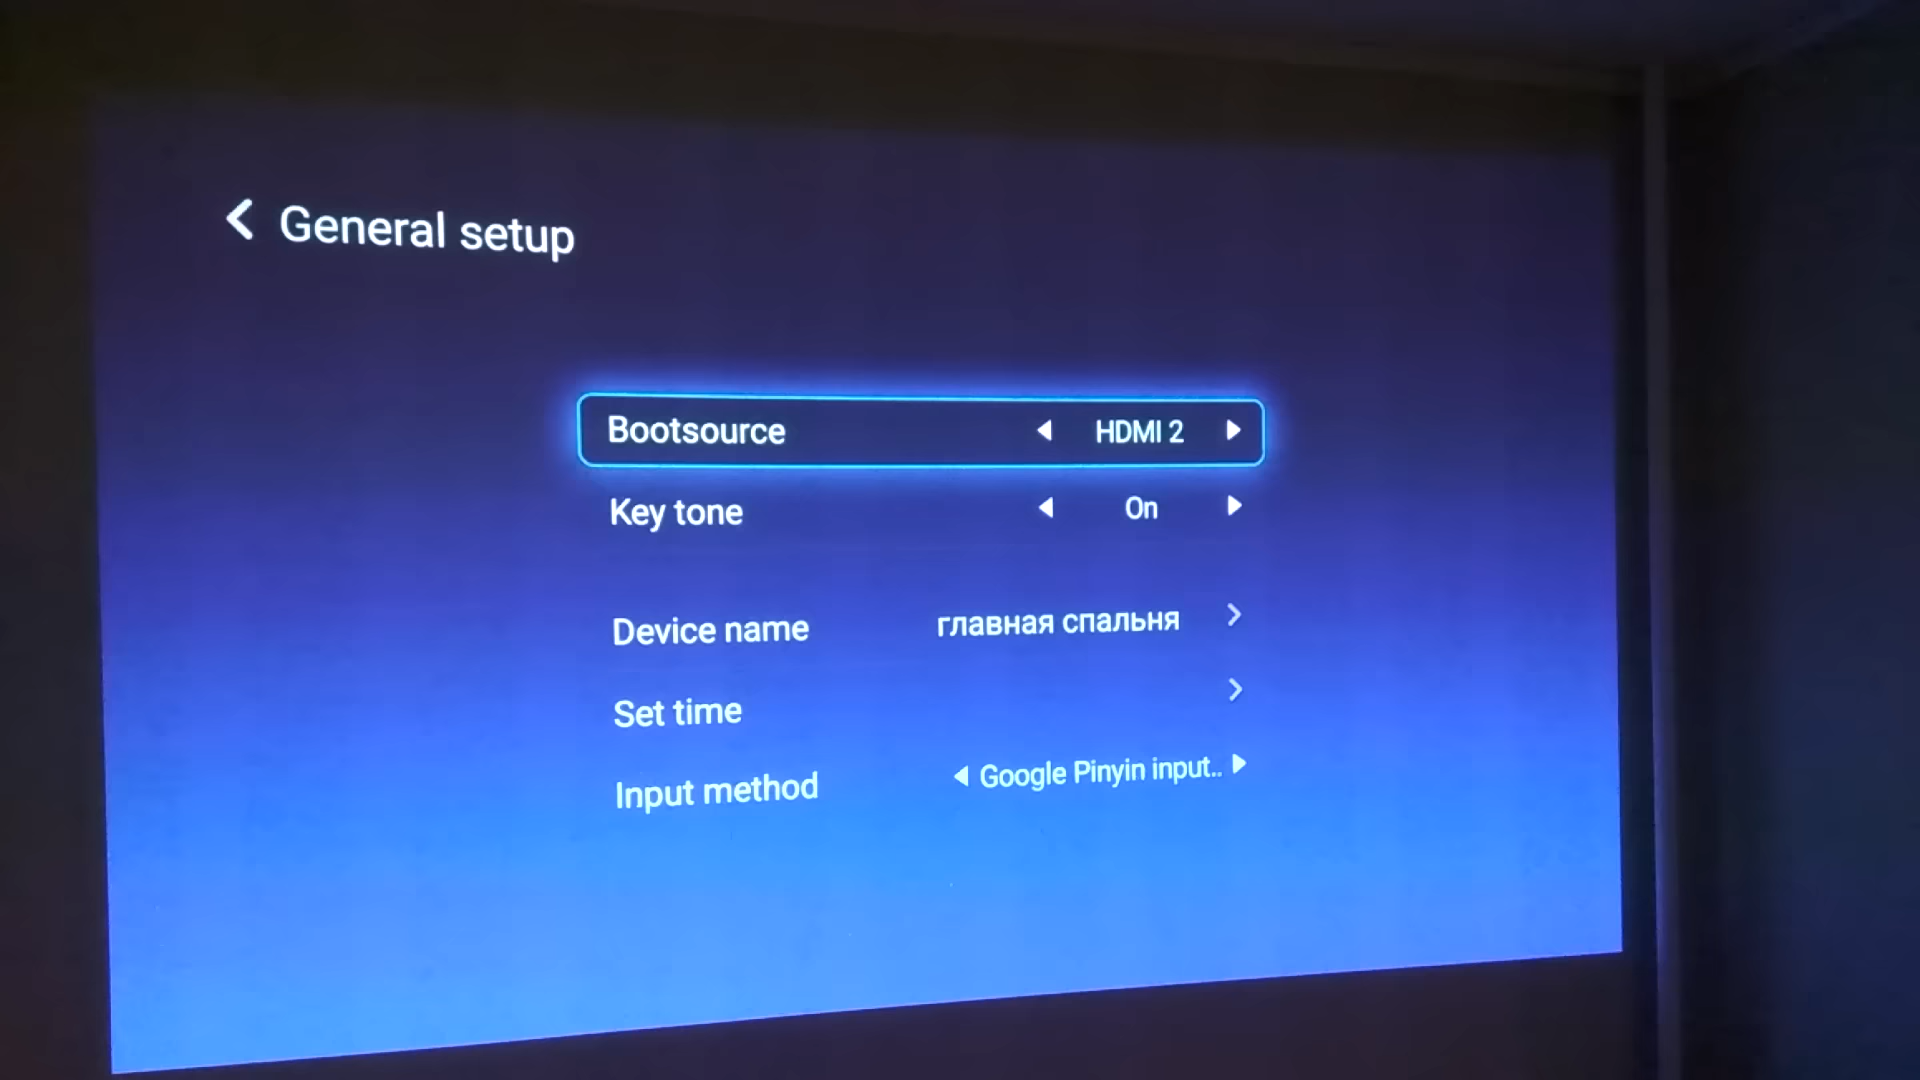 General setup
Bootsource HDMI 2
Key tone On
Device name главная спальня
Set time
Input method Google Pinyin input..